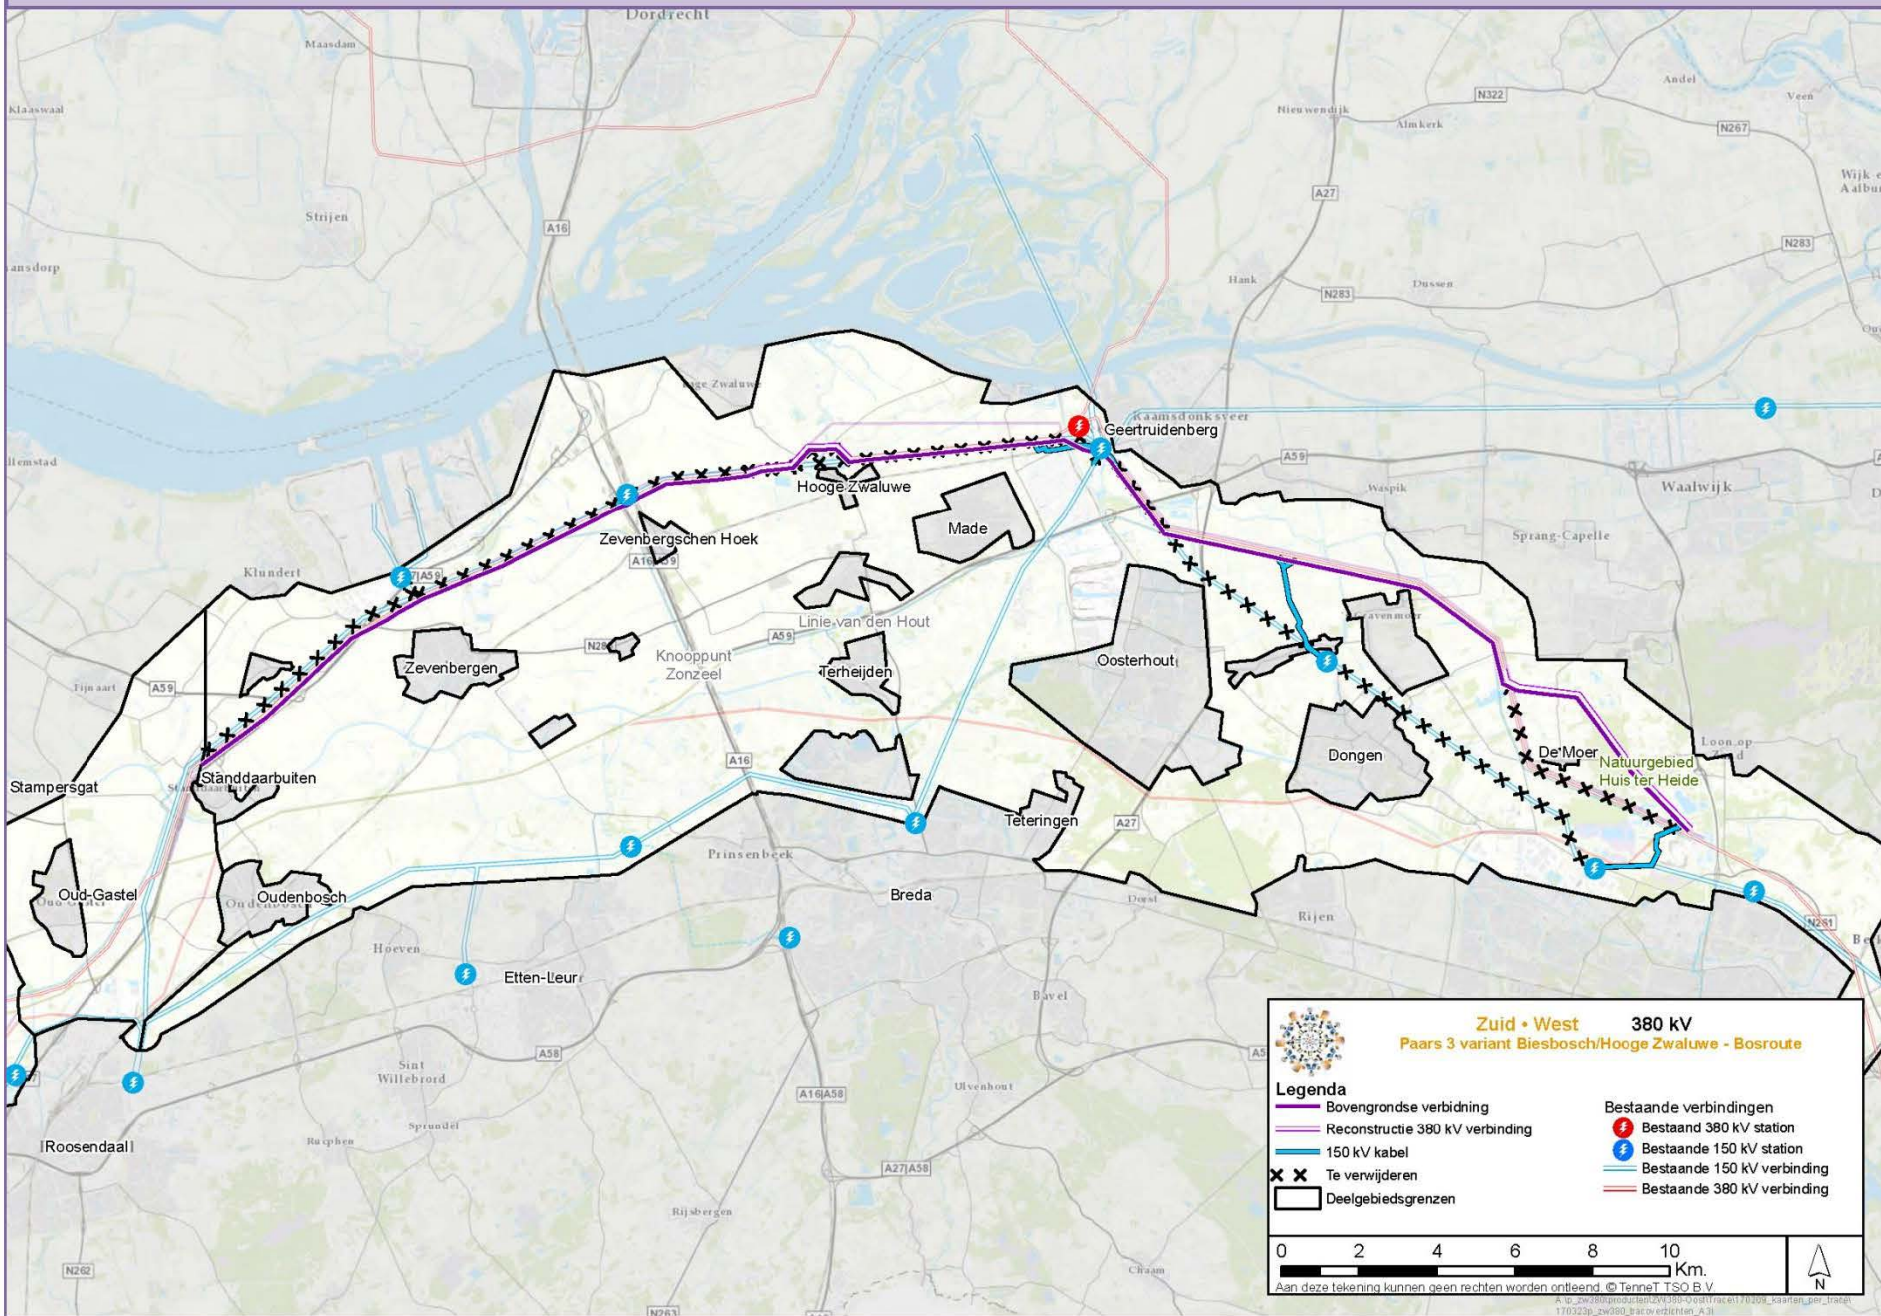 Dordrecht
Maasdam
Klaaswaal
Andel
N322
Veen
Nieuwendijk
Almkerk
N267
A27
Strijen
A16
N283
Hank
N283
Dussen
Raamsdonksveer
Geertruidenberg
A59
Waspik
Waalwijk
Hooge Zwaluwe
Made
Zevenbergschen Hoek
Sprang-Capelle
Klundert
Linie van den Hout
A59
Knooppunt
Zonzeel
Zevenbergen
Terheijden
Oosterhout
A59
De Moer
Natuurgebied
Huis ter Heide
Dongen
Stampersgat
Standdaarbuiten
A16
Teteringen
A27
Prinsenbeek
Oud-Gastel
Oudenbosch
Breda
Dorst
Rijen
N261
Hoeven
Etten-Leur
Bavel
A58
Sint
Willebrord
A16|A58
Ulvenhout
Roosendaal
Rucphen
Sprundel
A27|A58
Rijsbergen
N262
Chaam
N263
Zuid • West 380 kV
Paars 3 variant Biesbosch/Hooge Zwaluwe - Bosroute
Legenda
Bovengrondse verbidning
Reconstructie 380 kV verbinding
150 kV kabel
Te verwijderen
Deelgebiedsgrenzen
Bestaande verbindingen
Bestaand 380 kV station
Bestaande 150 kV station
Bestaande 150 kV verbinding
Bestaande 380 kV verbinding
0 2 4 6 8 10
Km.
N
Aan deze tekening kunnen geen rechten worden ontleend. © TenneT TSO B.V.